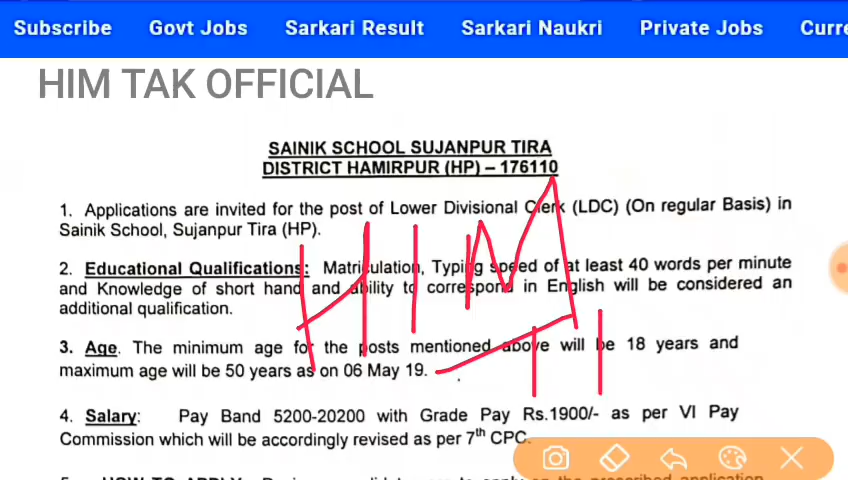 Subscribe Govt Jobs Sarkari Result Sarkari Naukri Private Jobs Curre
HIM TAK OFFICIAL
SAINIK SCHOOL SUJANPUR TIRA
DISTRICT HAMIRPUR (HP) – 176110
1. Applications are invited for the post of Lower Divisional Clerk (LDC) (On regular Basis) in
Sainik School, Sujanpur Tira (HP).
2. Educational Qualifications: Matriculation, Typing speed of at least 40 words per minute
and Knowledge of short hand and ability to correspond in English will be considered an
additional qualification.
HIM
3. Age. The minimum age for the posts mentioned above will be 18 years and
maximum age will be 50 years as on 06 May 19.
4. Salary: Pay Band 5200-20200 with Grade Pay Rs.1900/- as per VI Pay
Commission which will be accordingly revised as per 7th CPC.